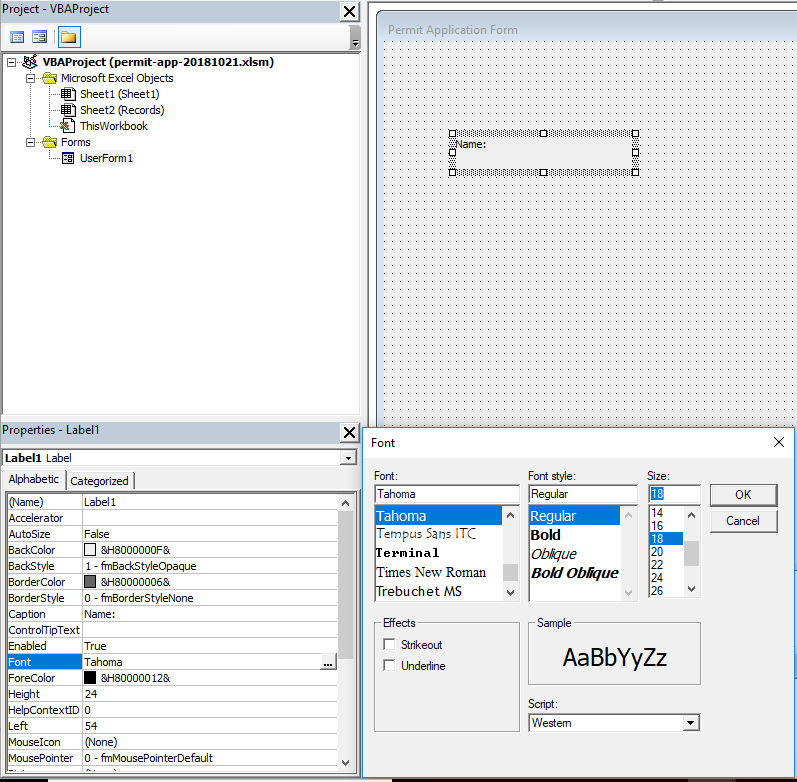 Project - VBAProject
VBAProject (permit-app-20181021.xlsm)
Microsoft Excel Objects
Sheet1 (Sheet1)
Sheet2 (Records)
ThisWorkbook
Forms
UserForm1
Permit Application Form
Name:
Properties - Label1
Label1 Label
Alphabetic Categorized
(Name) Label1
Accelerator
AutoSize False
BackColor &H8000000F&
BackStyle 1 - fmBackStyleOpaque
BorderColor &H80000006&
BorderStyle 0 - fmBorderStyleNone
Caption Name:
ControlTipText
Enabled True
Font Tahoma ...
ForeColor &H80000012&
Height 24
HelpContextID 0
Left 54
MouseIcon (None)
MousePointer 0 - fmMousePointerDefault
Font
Font: Font style: Size:
Tahoma Regular 18
Tahoma
Tempus Sans ITC
Terminal
Times New Roman
Trebuchet MS
Regular
Bold
Oblique
Bold Oblique
14
16
18
20
22
24
26
OK
Cancel
Effects
Strikeout
Underline
Sample
AaBbYyZz
Script:
Western